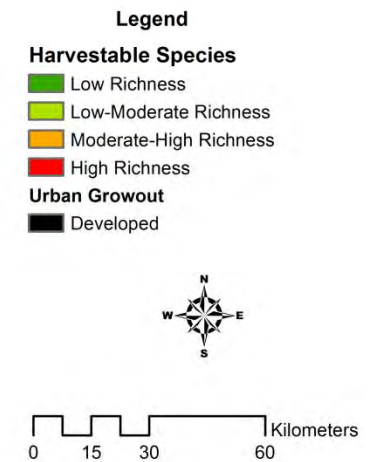 Legend
Harvestable Species
Low Richness
Low-Moderate Richness
Moderate-High Richness
High Richness
Urban Growout
Developed
N
W E
S
Kilometers
0 15 30 60